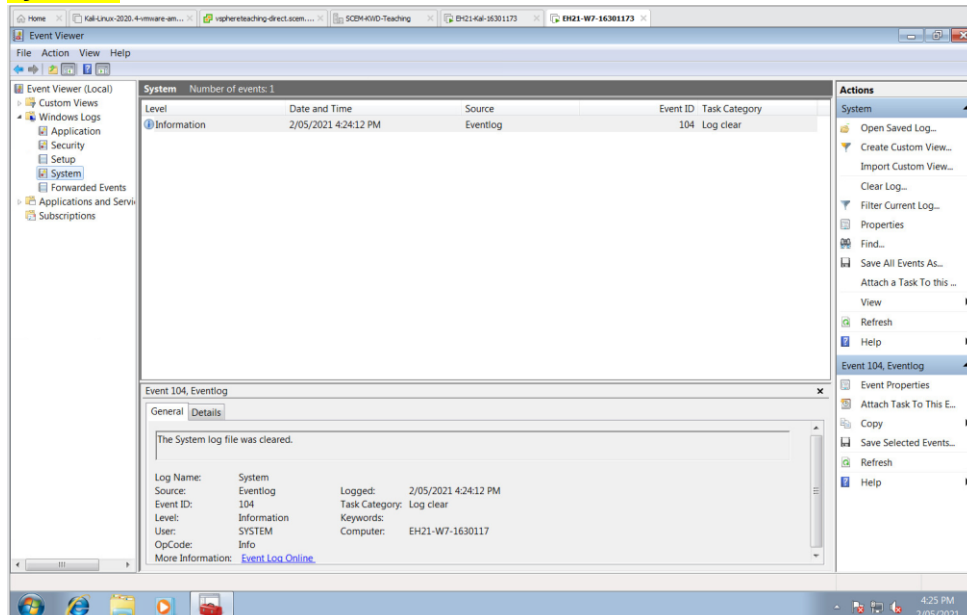 Home
Kali-Linux-2020.4-vmware-am...
vsphereteaching-direct.scem....
SCEM-KWD-Teaching
EH21-Kal-16301173
EH21-W7-16301173
Event Viewer
File Action View Help
Event Viewer (Local)
Custom Views
Windows Logs
Application
Security
Setup
System
Forwarded Events
Applications and Servi
Subscriptions
System Number of events: 1
Level Date and Time Source Event ID Task Category
Information 2/05/2021 4:24:12 PM Eventlog 104 Log clear
Event 104, Eventlog
General Details
The System log file was cleared.
Log Name: System
Source: Eventlog Logged: 2/05/2021 4:24:12 PM
Event ID: 104 Task Category: Log clear
Level: Information Keywords:
User: SYSTEM Computer: EH21-W7-1630117
OpCode: Info
More Information: Event Log Online
Actions
System
Open Saved Log...
Create Custom View...
Import Custom View...
Clear Log...
Filter Current Log...
Properties
Find...
Save All Events As...
Attach a Task To this ...
View
Refresh
Help
Event 104, Eventlog
Event Properties
Attach Task To This E...
Copy
Save Selected Events...
Refresh
Help
4:25 PM
2/05/2021